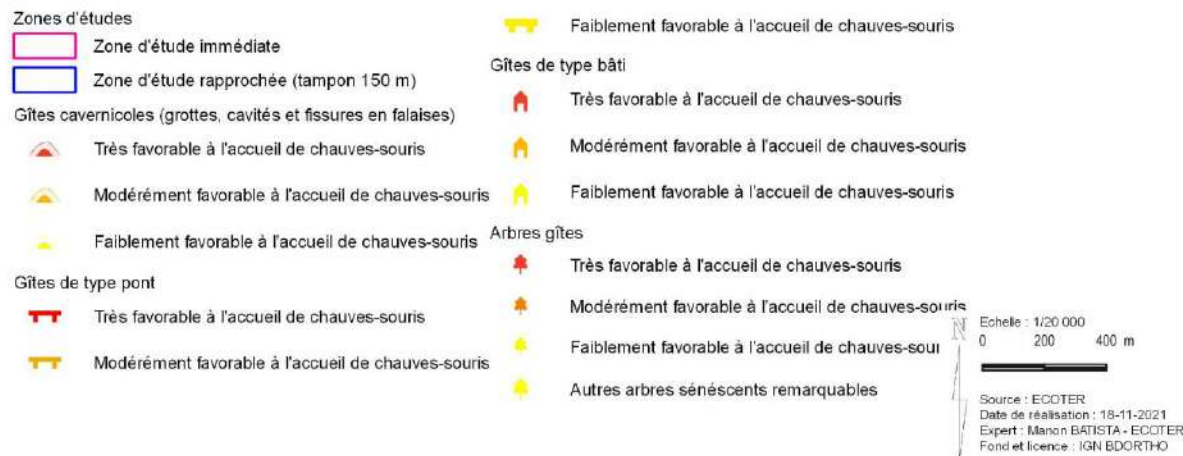 Zones d'études
Zone d'étude immédiate
Zone d'étude rapprochée (tampon 150 m)
Gîtes cavernicoles (grottes, cavités et fissures en falaises)
Très favorable à l'accueil de chauves-souris
Modérément favorable à l'accueil de chauves-souris
Faiblement favorable à l'accueil de chauves-souris
Gîtes de type pont
Très favorable à l'accueil de chauves-souris
Modérément favorable à l'accueil de chauves-souris
Faiblement favorable à l'accueil de chauves-souris
Gîtes de type bâti
Très favorable à l'accueil de chauves-souris
Modérément favorable à l'accueil de chauves-souris
Faiblement favorable à l'accueil de chauves-souris
Arbres gîtes
Très favorable à l'accueil de chauves-souris
Modérément favorable à l'accueil de chauves-souris
Faiblement favorable à l'accueil de chauves-sour
Autres arbres sénéscents remarquables
N
Echelle : 1/20 000
0 200 400 m
Source : ECOTER
Date de réalisation : 18-11-2021
Expert : Manon BATISTA - ECOTER
Fond et licence : IGN BDORTHO